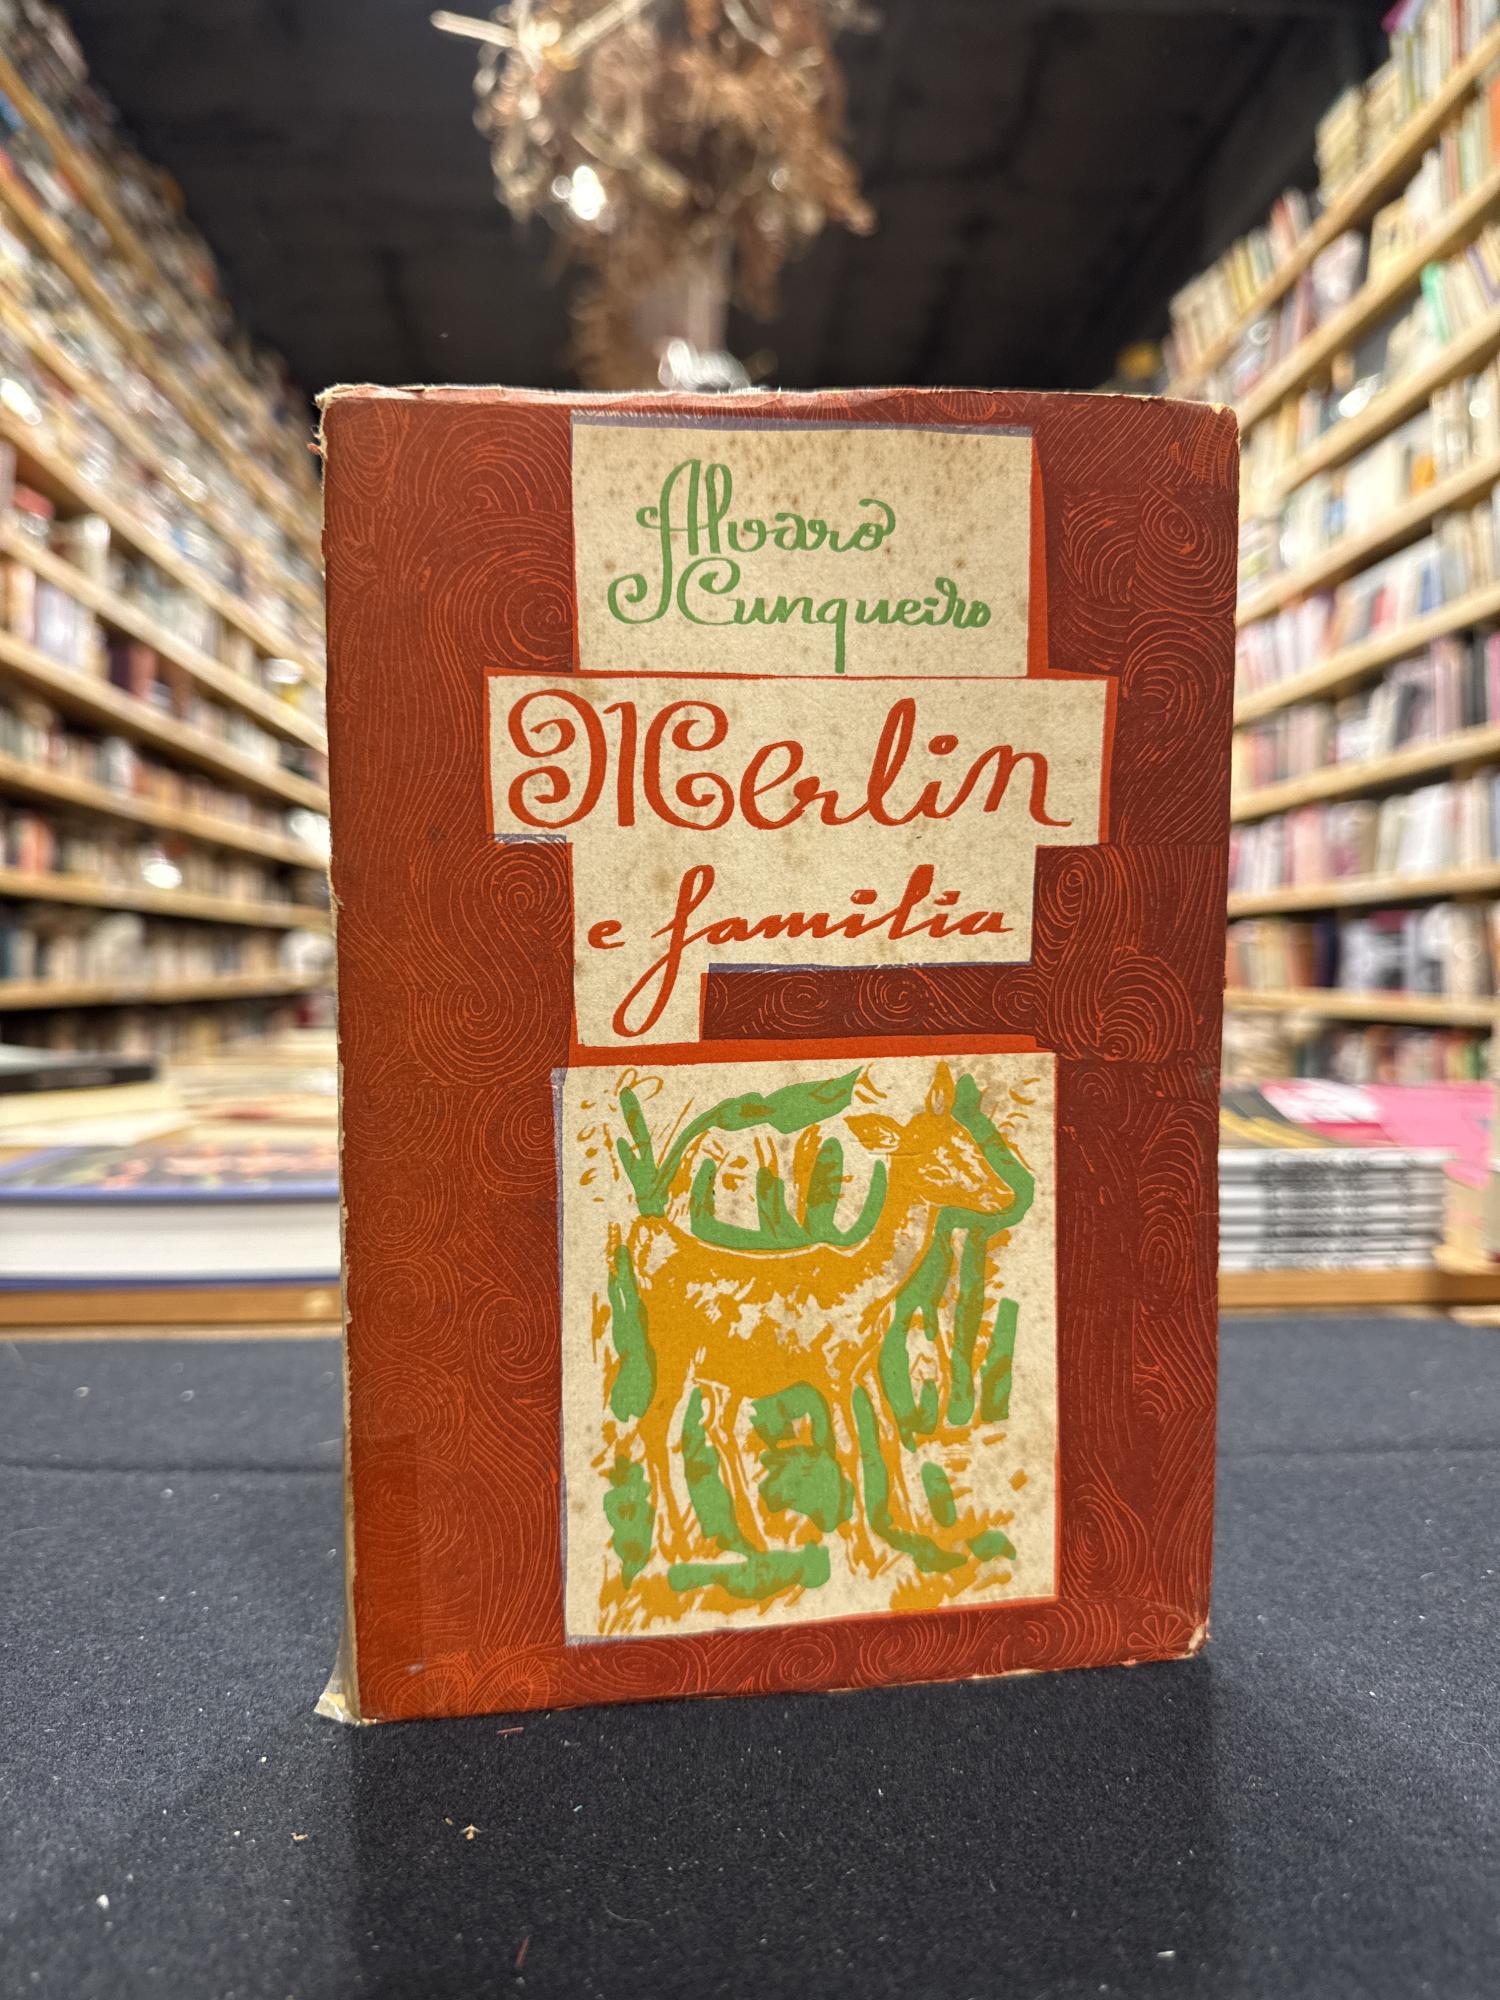 Alvaro
Cunqueiro
Merlin
e familia